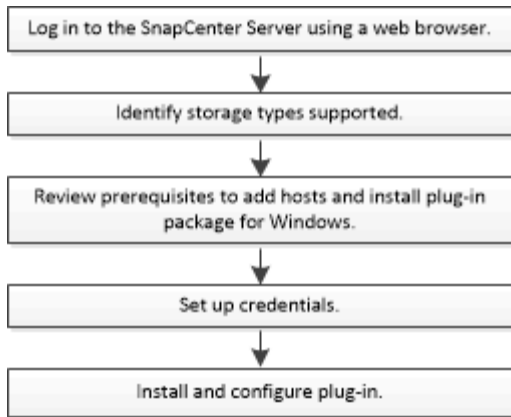 Log in to the SnapCenter Server using a web browser.
Identify storage types supported.
Review prerequisites to add hosts and install plug-in
package for Windows.
Set up credentials.
Install and configure plug-in.